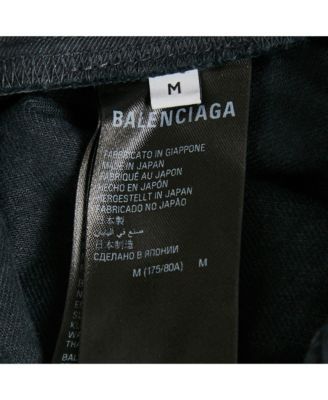 M
BALENCIAGA
FABBRICATO IN GIAPPONE
MADE IN JAPAN
FABRIQUÉ AU JAPON
HECHO EN JAPÓN
HERGESTELLT IN JAPAN
FABRICADO NO JAPÃO
日本製
صنع في اليابان
日本制造
СДЕЛАНО В ЯПОНИИ
M (175/80A) M